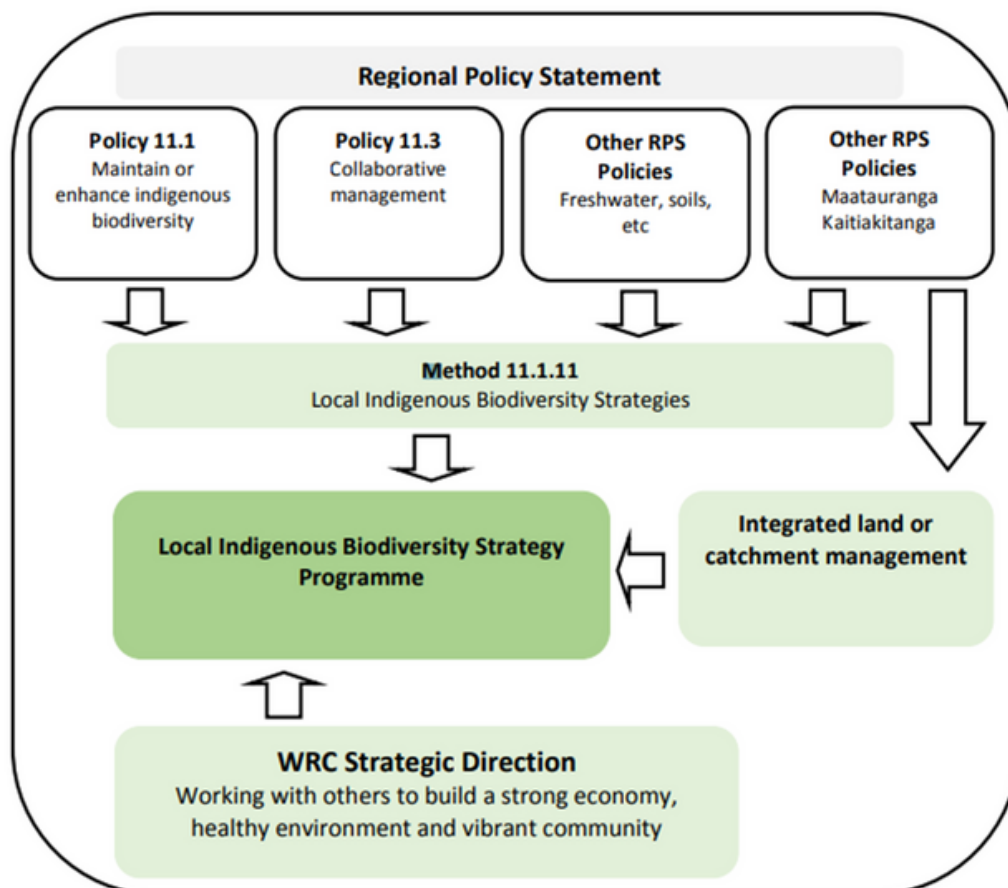 Regional Policy Statement
Policy 11.1
Maintain or
enhance indigenous
biodiversity
Policy 11.3
Collaborative
management
Other RPS
Policies
Freshwater, soils,
etc
Other RPS
Policies
Maatauranga
Kaitiakitanga
Method 11.1.11
Local Indigenous Biodiversity Strategies
Local Indigenous Biodiversity Strategy
Programme
Integrated land or
catchment management
WRC Strategic Direction
Working with others to build a strong economy,
healthy environment and vibrant community